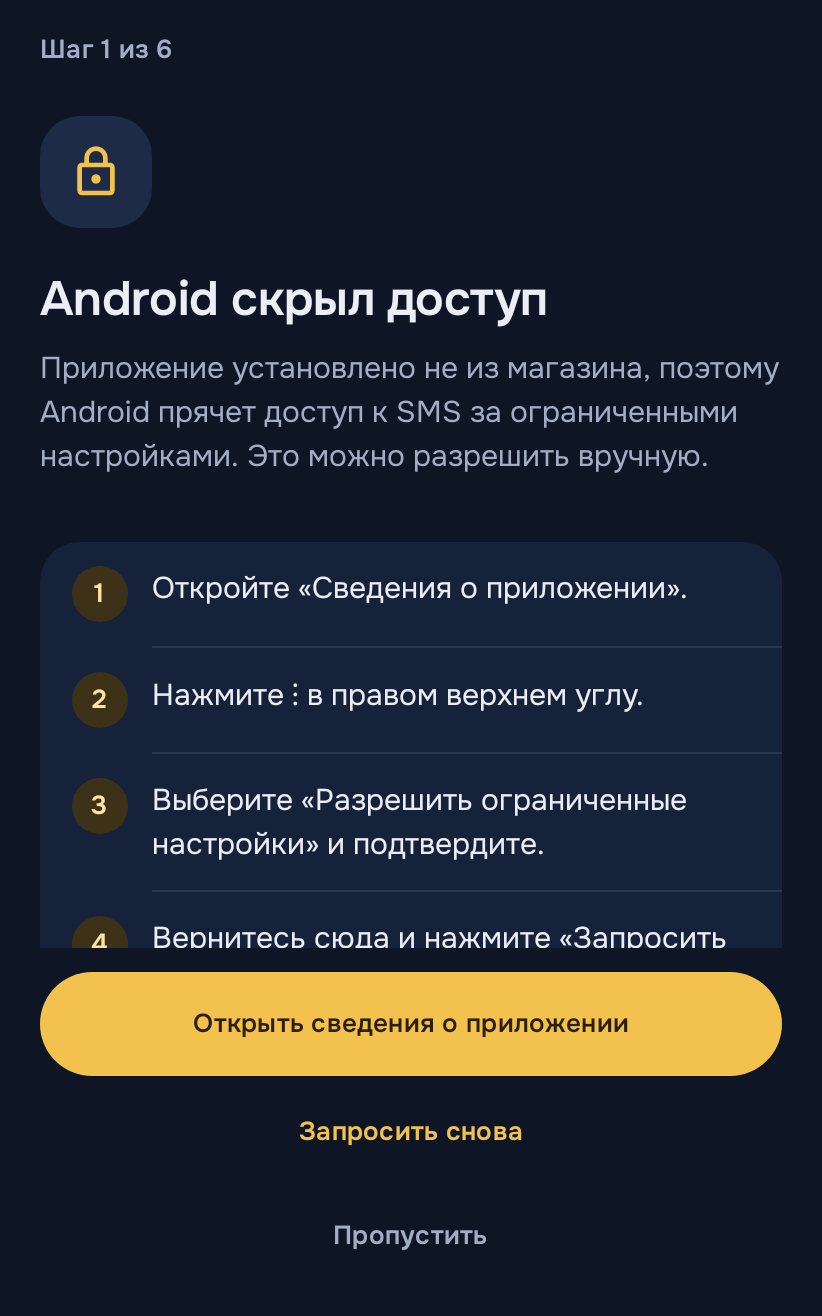 Шаг 1 из 6
Android скрыл доступ
Приложение установлено не из магазина, поэтому
Android прячет доступ к SMS за ограниченными
настройками. Это можно разрешить вручную.
1 Откройте «Сведения о приложении».
2 Нажмите ⋮ в правом верхнем углу.
3 Выберите «Разрешить ограниченные
настройки» и подтвердите.
4 Вернитесь сюда и нажмите «Запросить
Открыть сведения о приложении
Запросить снова
Пропустить